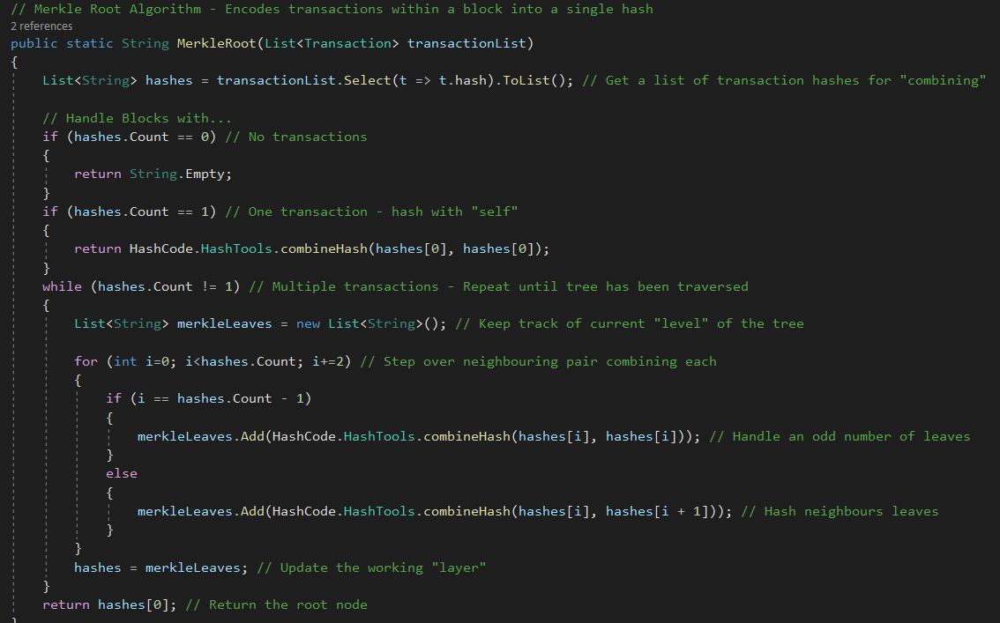 // Merkle Root Algorithm - Encodes transactions within a block into a single hash
2 references
public static String MerkleRoot(List<Transaction> transactionList)
{
    List<String> hashes = transactionList.Select(t => t.hash).ToList(); // Get a list of transaction hashes for "combining"

    // Handle Blocks with...
    if (hashes.Count == 0) // No transactions
    {
        return String.Empty;
    }
    if (hashes.Count == 1) // One transaction - hash with "self"
    {
        return HashCode.HashTools.combineHash(hashes[0], hashes[0]);
    }
    while (hashes.Count != 1) // Multiple transactions - Repeat until tree has been traversed
    {
        List<String> merkleLeaves = new List<String>(); // Keep track of current "level" of the tree

        for (int i=0; i<hashes.Count; i+=2) // Step over neighbouring pair combining each
        {
            if (i == hashes.Count - 1)
            {
                merkleLeaves.Add(HashCode.HashTools.combineHash(hashes[i], hashes[i])); // Handle an odd number of leaves
            }
            else
            {
                merkleLeaves.Add(HashCode.HashTools.combineHash(hashes[i], hashes[i + 1])); // Hash neighbours leaves
            }
        }
        hashes = merkleLeaves; // Update the working "layer"
    }
    return hashes[0]; // Return the root node
}